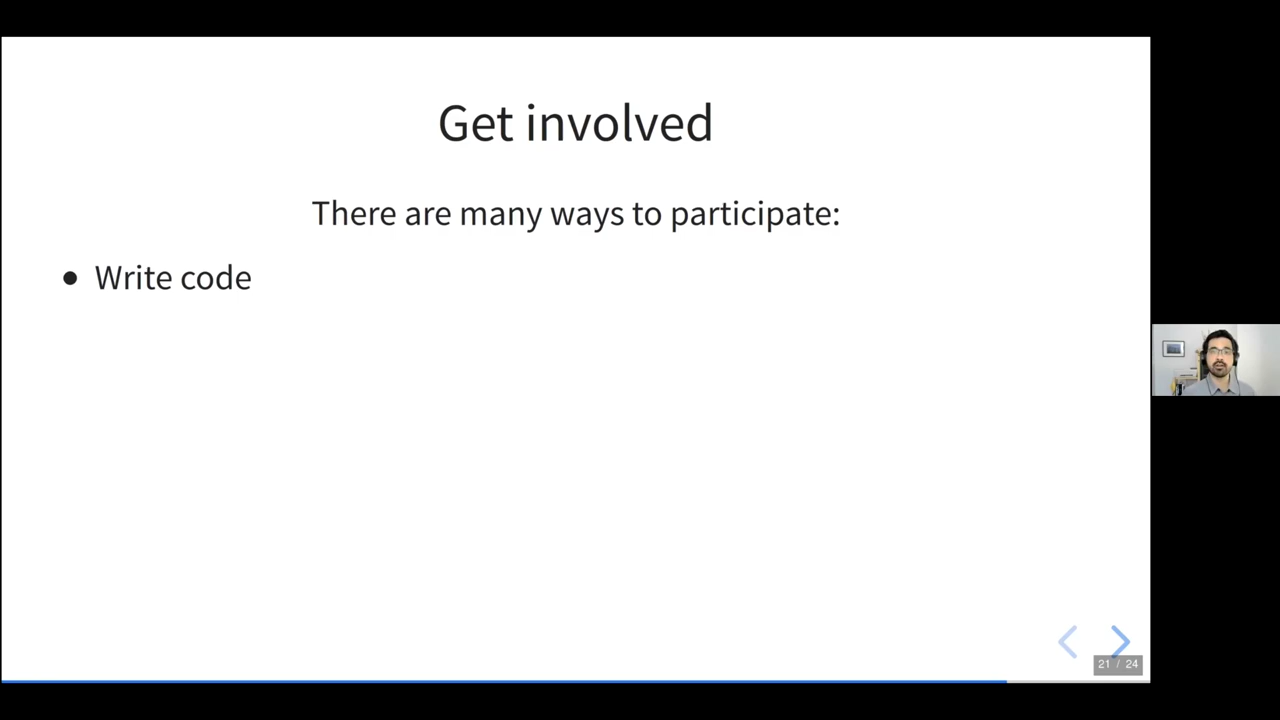 Get involved
There are many ways to participate:
• Write code
21 / 24